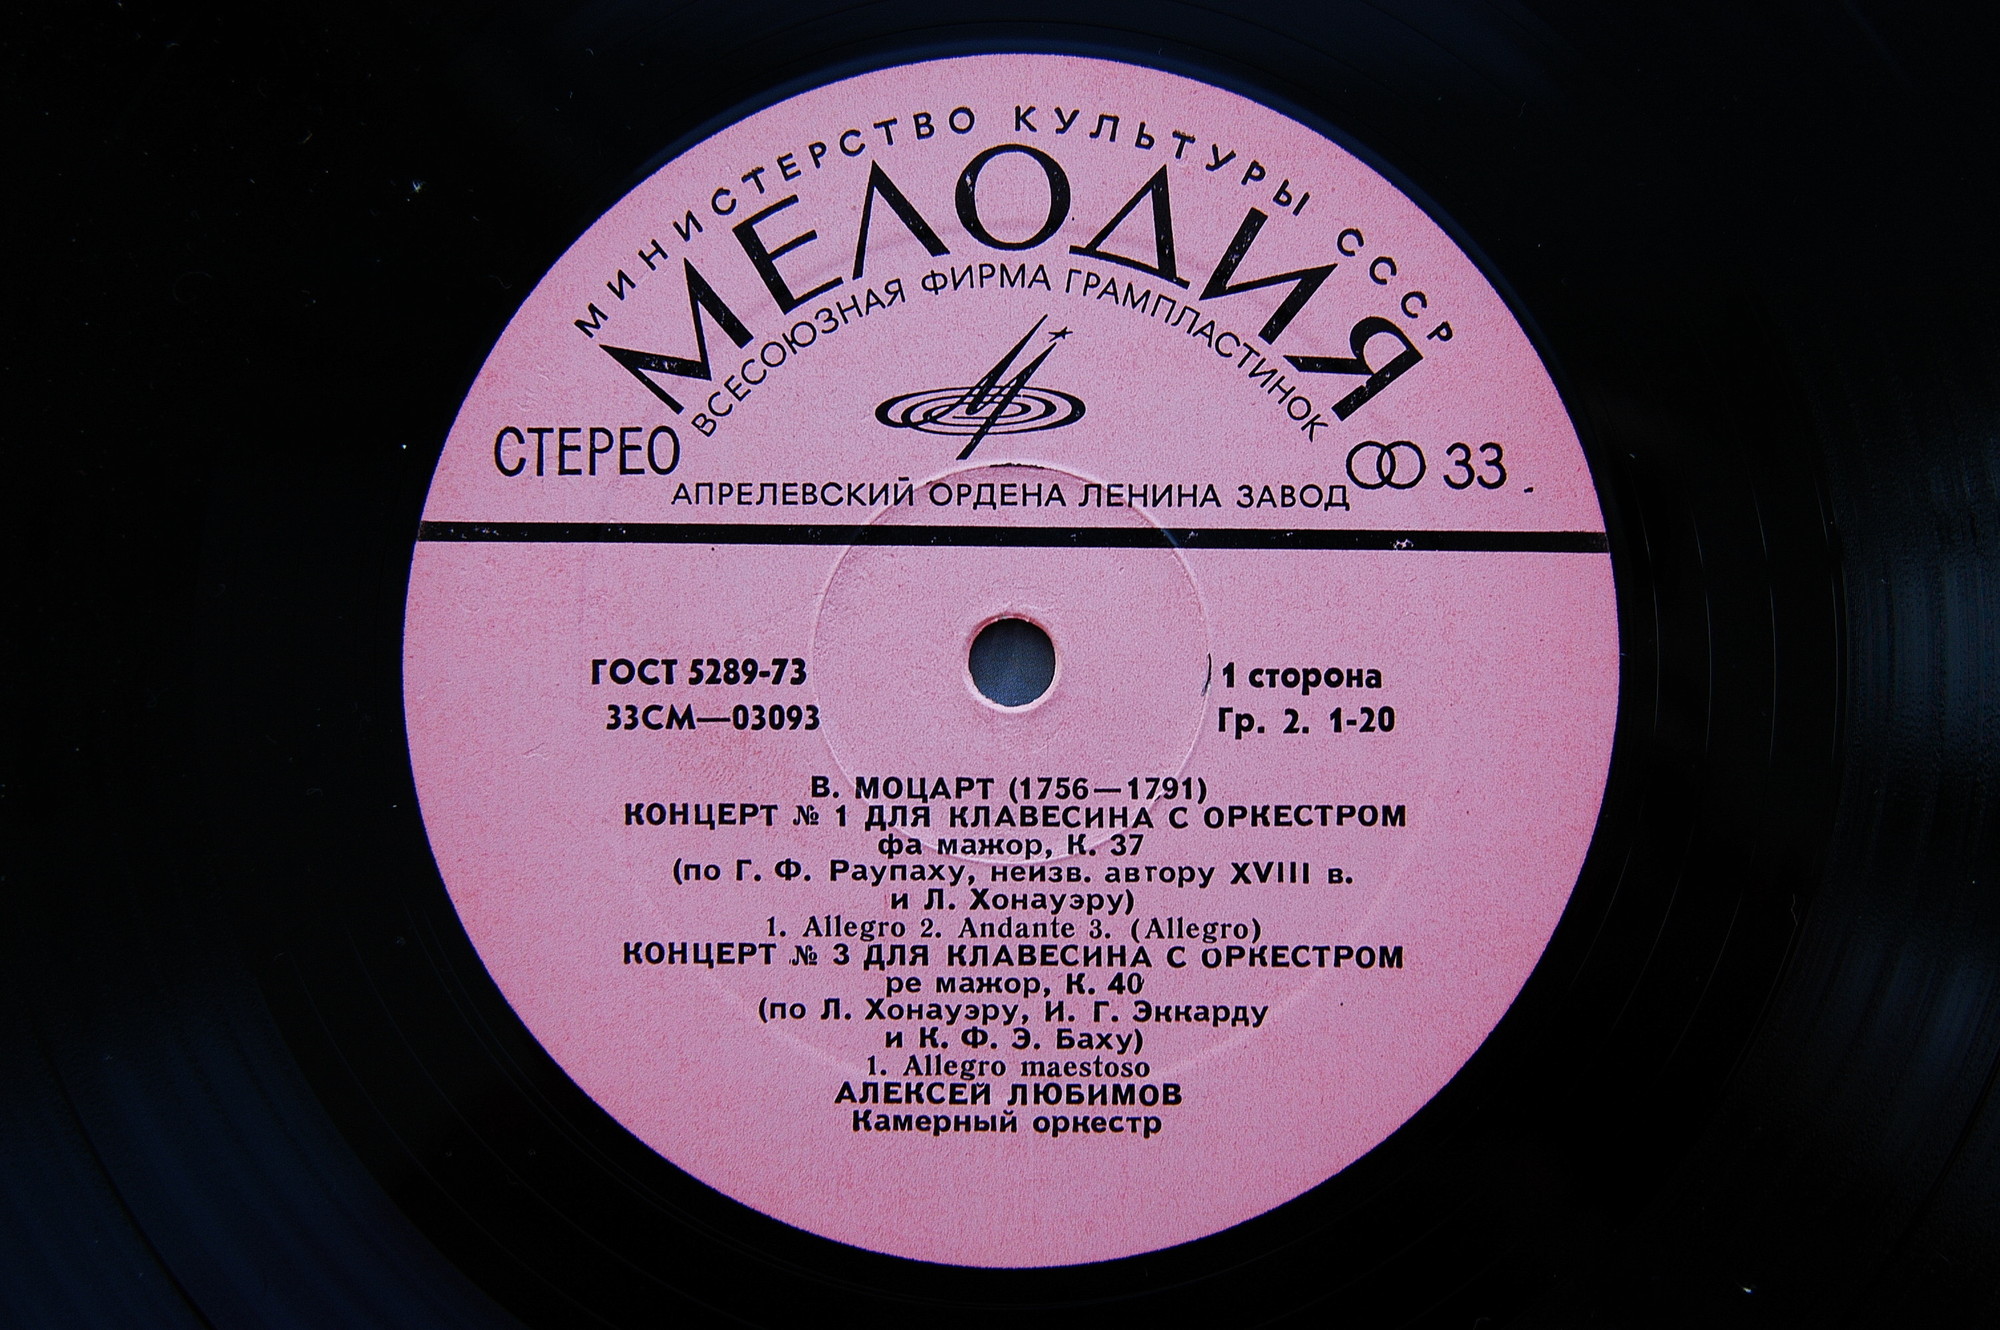 МИНИСТЕРСТВО КУЛЬТУРЫ СССР
МЕЛОДИЯ
ВСЕСОЮЗНАЯ ФИРМА ГРАМПЛАСТИНОК
СТЕРЕО
33
АПРЕЛЕВСКИЙ ОРДЕНА ЛЕНИНА ЗАВОД
ГОСТ 5289-73
1 сторона
33СМ—03093
Гр. 2. 1-20
В. МОЦАРТ (1756—1791)
КОНЦЕРТ № 1 ДЛЯ КЛАВЕСИНА С ОРКЕСТРОМ
фа мажор, К. 37
(по Г. Ф. Раупаху, неизв. автору XVIII в.
и Л. Хонауэру)
1. Allegro 2. Andante 3. (Allegro)
КОНЦЕРТ № 3 ДЛЯ КЛАВЕСИНА С ОРКЕСТРОМ
ре мажор, К. 40
(по Л. Хонауэру, И. Г. Эккарду
и К. Ф. Э. Баху)
1. Allegro maestoso
АЛЕКСЕЙ ЛЮБИМОВ
Камерный оркестр